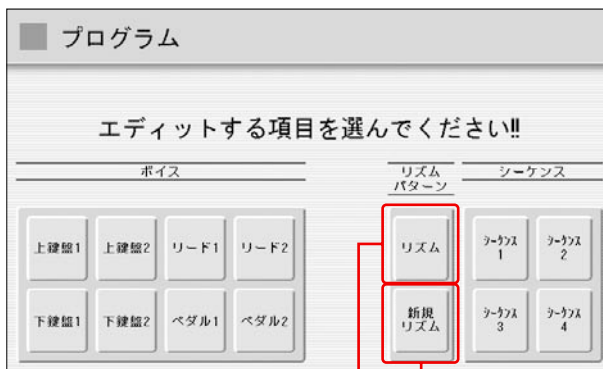 プログラム
エディットする項目を選んでください!!
ボイス
リズム
パターン
シーケンス
上鍵盤1
上鍵盤2
リード1
リード2
リズム
シーケンス
1
シーケンス
2
下鍵盤1
下鍵盤2
ペダル1
ペダル2
新規
リズム
シーケンス
3
シーケンス
4